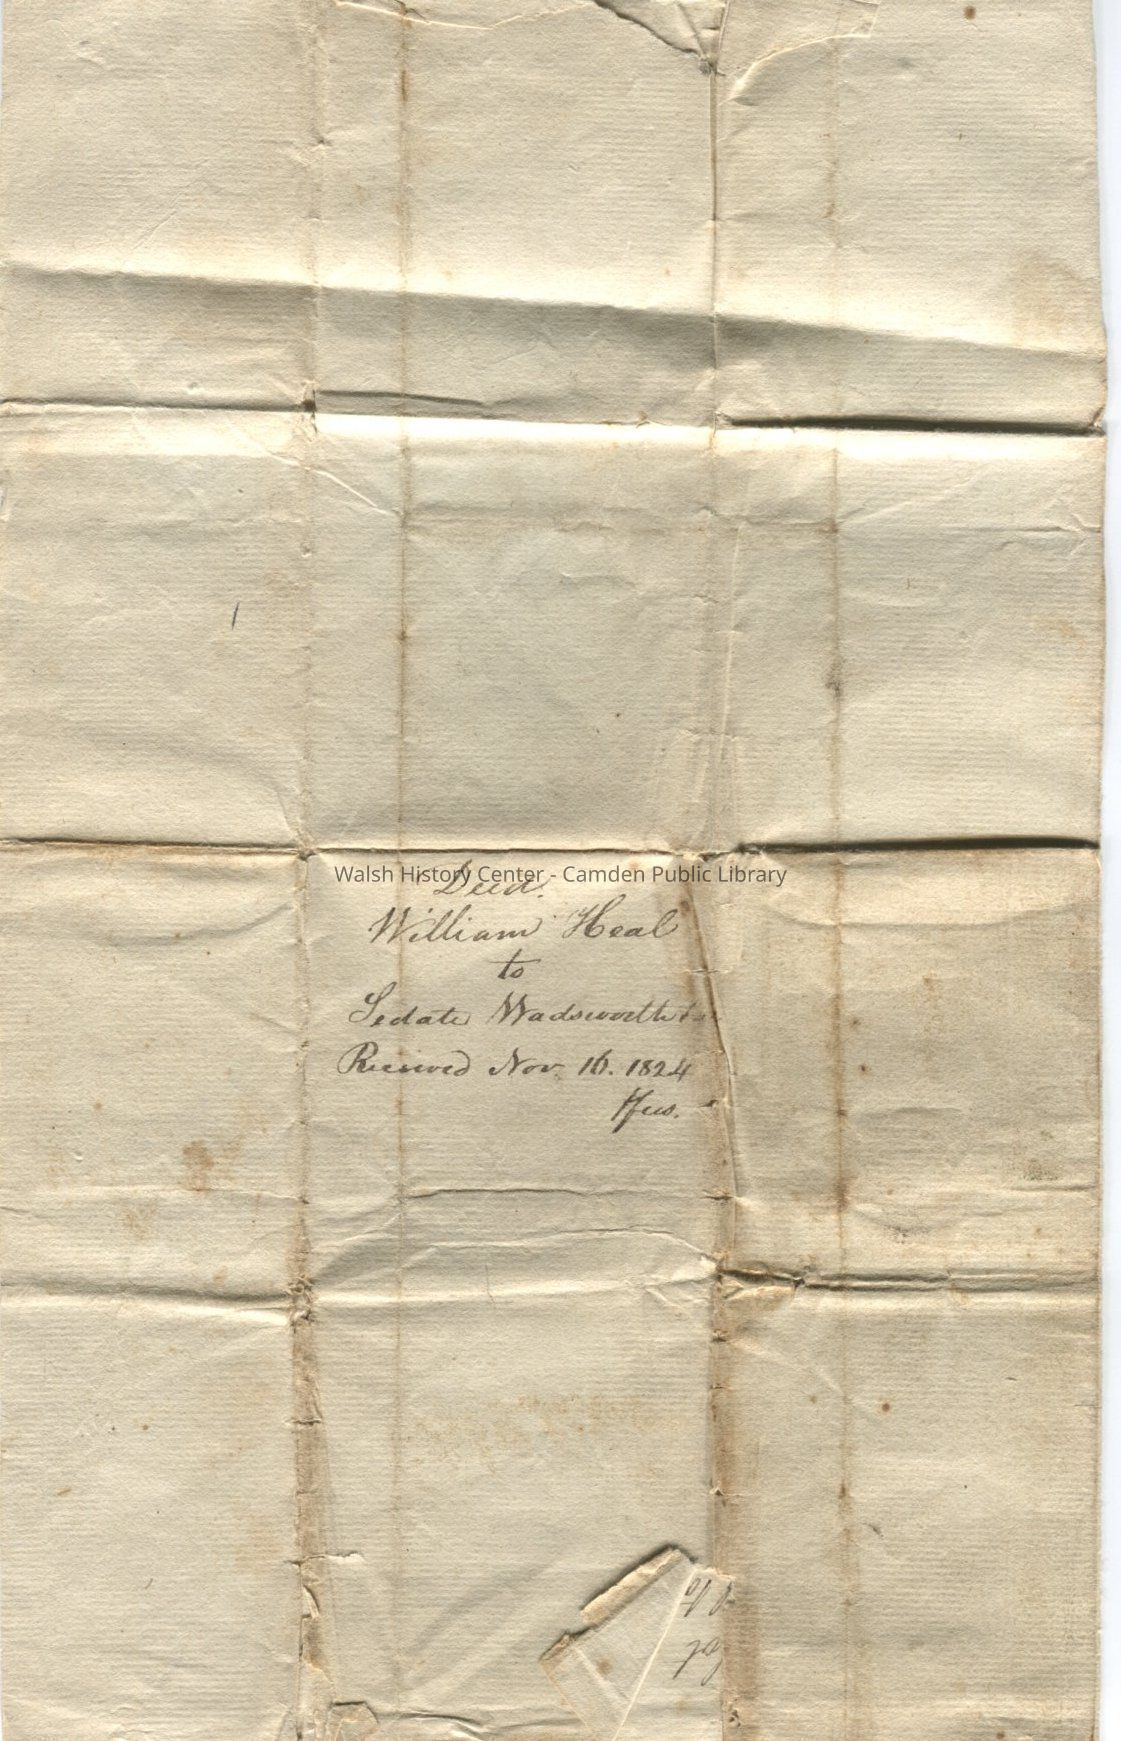 Walsh History Center - Camden Public Library
Deed.
William Heal
to
Sedate Wadsworth
Received Nov. 16. 1824